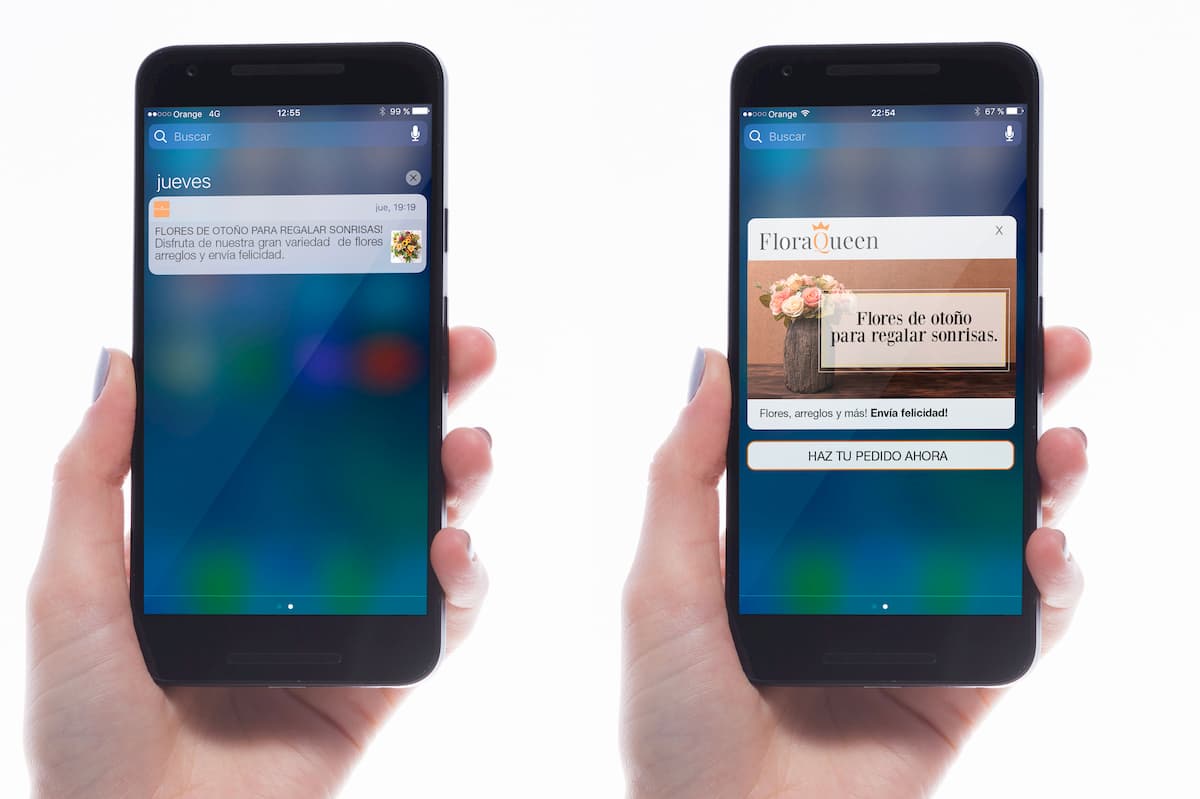 Orange 4G 12:55 99 %
Buscar
jueves
jue, 19:19
FLORES DE OTOÑO PARA REGALAR SONRISAS!
Disfruta de nuestra gran variedad de flores
arreglos y envía felicidad.
Orange 22:54 67 %
Buscar
FloraQueen X
Flores de otoño
para regalar sonrisas.
Flores, arreglos y más! Envía felicidad!
HAZ TU PEDIDO AHORA